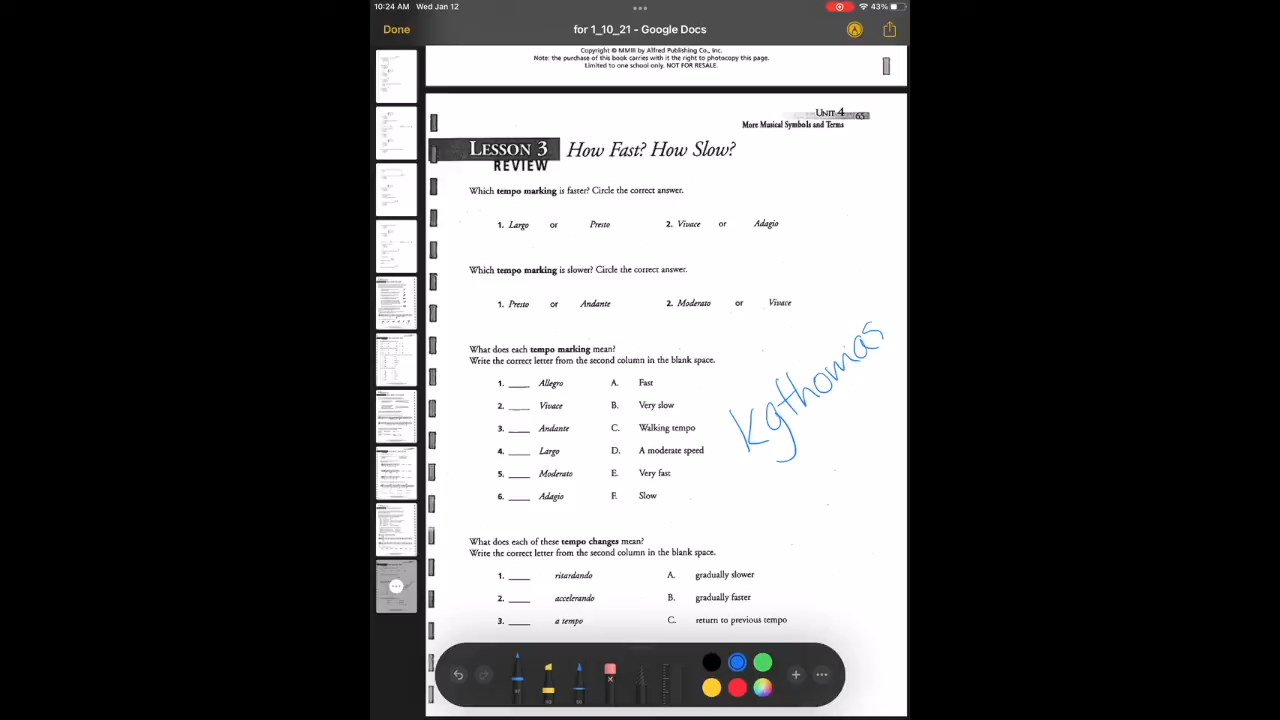 10:24 AM Wed Jan 12
43%
Done
for 1_10_21 - Google Docs
Copyright © MMIII by Alfred Publishing Co., Inc.
Note: the purchase of this book carries with it the right to photocopy this page.
Limited to one school only. NOT FOR RESALE.
UNIT 4 65
More Musical Symbols and Terms
LESSON 3 How Fast? How Slow?
REVIEW
Which tempo marking is faster? Circle the correct answer.
1. Largo or Presto 2. Vivace or Adagio
Which tempo marking is slower? Circle the correct answer.
1. Presto or Andante 2. Moderato or Vivace
What does each tempo marking mean?
Write the correct letter from the second column in the blank space.
1. ____ Allegro A. Fast
2. ____ Vivace B. Very slow
3. ____ Andante C. Walking tempo
4. ____ Largo D. A moderate speed
5. ____ Moderato E. Very fast
6. ____ Adagio F. Slow
Kgthomas
What does each of these tempo changes mean?
Write the correct letter from the second column in the blank space.
1. ____ ritardando A. gradually slower
2. ____ accelerando B. gradually faster
3. ____ a tempo C. return to previous tempo